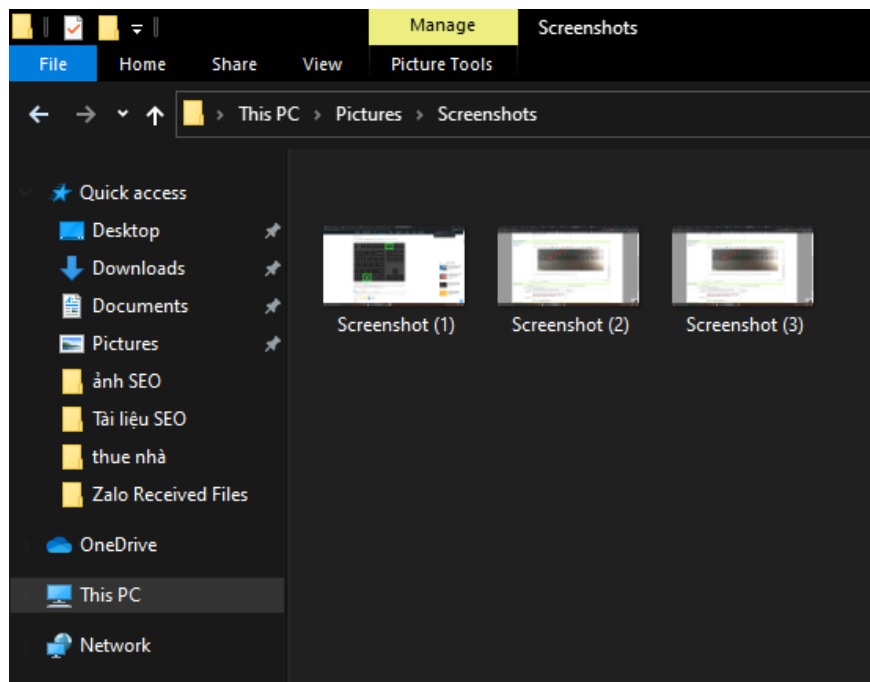 Manage
Screenshots
File
Home
Share
View
Picture Tools
This PC
Pictures
Screenshots
Quick access
Desktop
Downloads
Documents
Pictures
ảnh SEO
Tài liệu SEO
thue nhà
Zalo Received Files
OneDrive
This PC
Network
Screenshot (1)
Screenshot (2)
Screenshot (3)